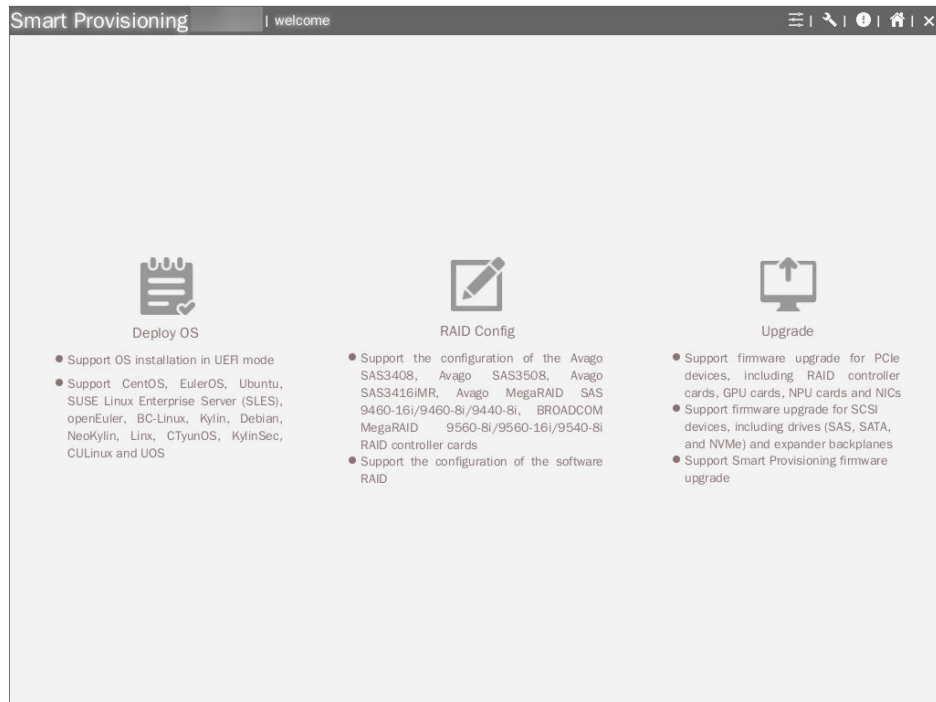 Smart Provisioning | welcome
Deploy OS
Support OS installation in UEFI mode
Support CentOS, EulerOS, Ubuntu,
SUSE Linux Enterprise Server (SLES),
openEuler, BC-Linux, Kylin, Debian,
NeoKylin, Linx, CTyunOS, KylinSec,
CULinux and UOS
RAID Config
Support the configuration of the Avago
SAS3408, Avago SAS3508, Avago
SAS3416iMR, Avago MegaRAID SAS
9460-16i/9460-8i/9440-8i, BROADCOM
MegaRAID 9560-8i/9560-16i/9540-8i
RAID controller cards
Support the configuration of the software
RAID
Upgrade
Support firmware upgrade for PCIe
devices, including RAID controller
cards, GPU cards, NPU cards and NICs
Support firmware upgrade for SCSI
devices, including drives (SAS, SATA,
and NVMe) and expander backplanes
Support Smart Provisioning firmware
upgrade